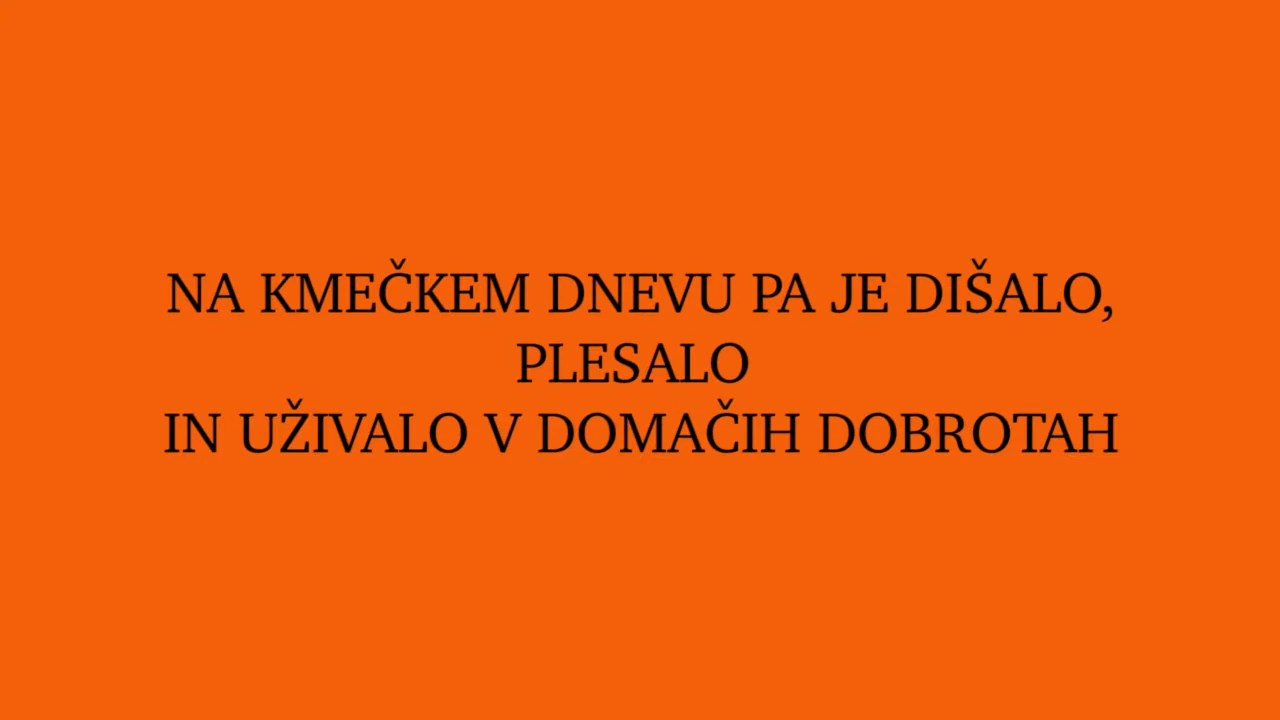 NA KMEČKEM DNEVU PA JE DIŠALO,
PLESALO
IN UŽIVALO V DOMAČIH DOBROTAH